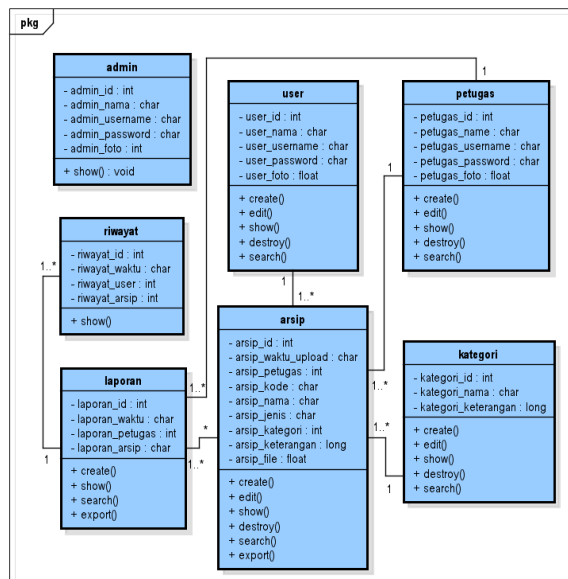 pkg
admin
- admin_id : int
- admin_nama : char
- admin_username : char
- admin_password : char
- admin_foto : int
+ show() : void
user
- user_id : int
- user_nama : char
- user_username : char
- user_password : char
- user_foto : float
+ create()
+ edit()
+ show()
+ destroy()
+ search()
petugas
- petugas_id : int
- petugas_name : char
- petugas_username : char
- petugas_password : char
- petugas_foto : float
+ create()
+ edit()
+ show()
+ destroy()
+ search()
1
1
riwayat
- riwayat_id : int
- riwayat_waktu : char
- riwayat_user : int
- riwayat_arsip : int
+ show()
1..*
1
1..*
arsip
- arsip_id : int
- arsip_waktu_upload : char
- arsip_petugas : int
- arsip_kode : char
- arsip_nama : char
- arsip_jenis : char
- arsip_kategori : int
- arsip_keterangan : long
- arsip_file : float
+ create()
+ edit()
+ show()
+ destroy()
+ search()
+ export()
kategori
- kategori_id : int
- kategori_nama : char
- kategori_keterangan : long
+ create()
+ edit()
+ show()
+ destroy()
+ search()
1..*
1..*
1
laporan
- laporan_id : int
- laporan_waktu : char
- laporan_petugas : int
- laporan_arsip : char
+ create()
+ show()
+ search()
+ export()
1..*
*
1..*
1